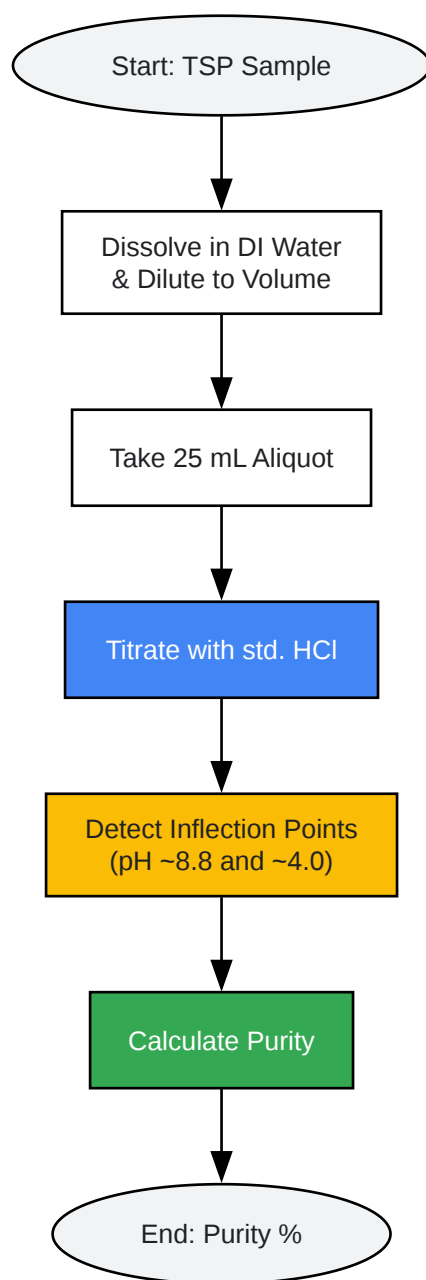 Start: TSP Sample
Dissolve in DI Water
& Dilute to Volume
Take 25 mL Aliquot
Titrate with std. HCl
Detect Inflection Points
(pH ~8.8 and ~4.0)
Calculate Purity
End: Purity %